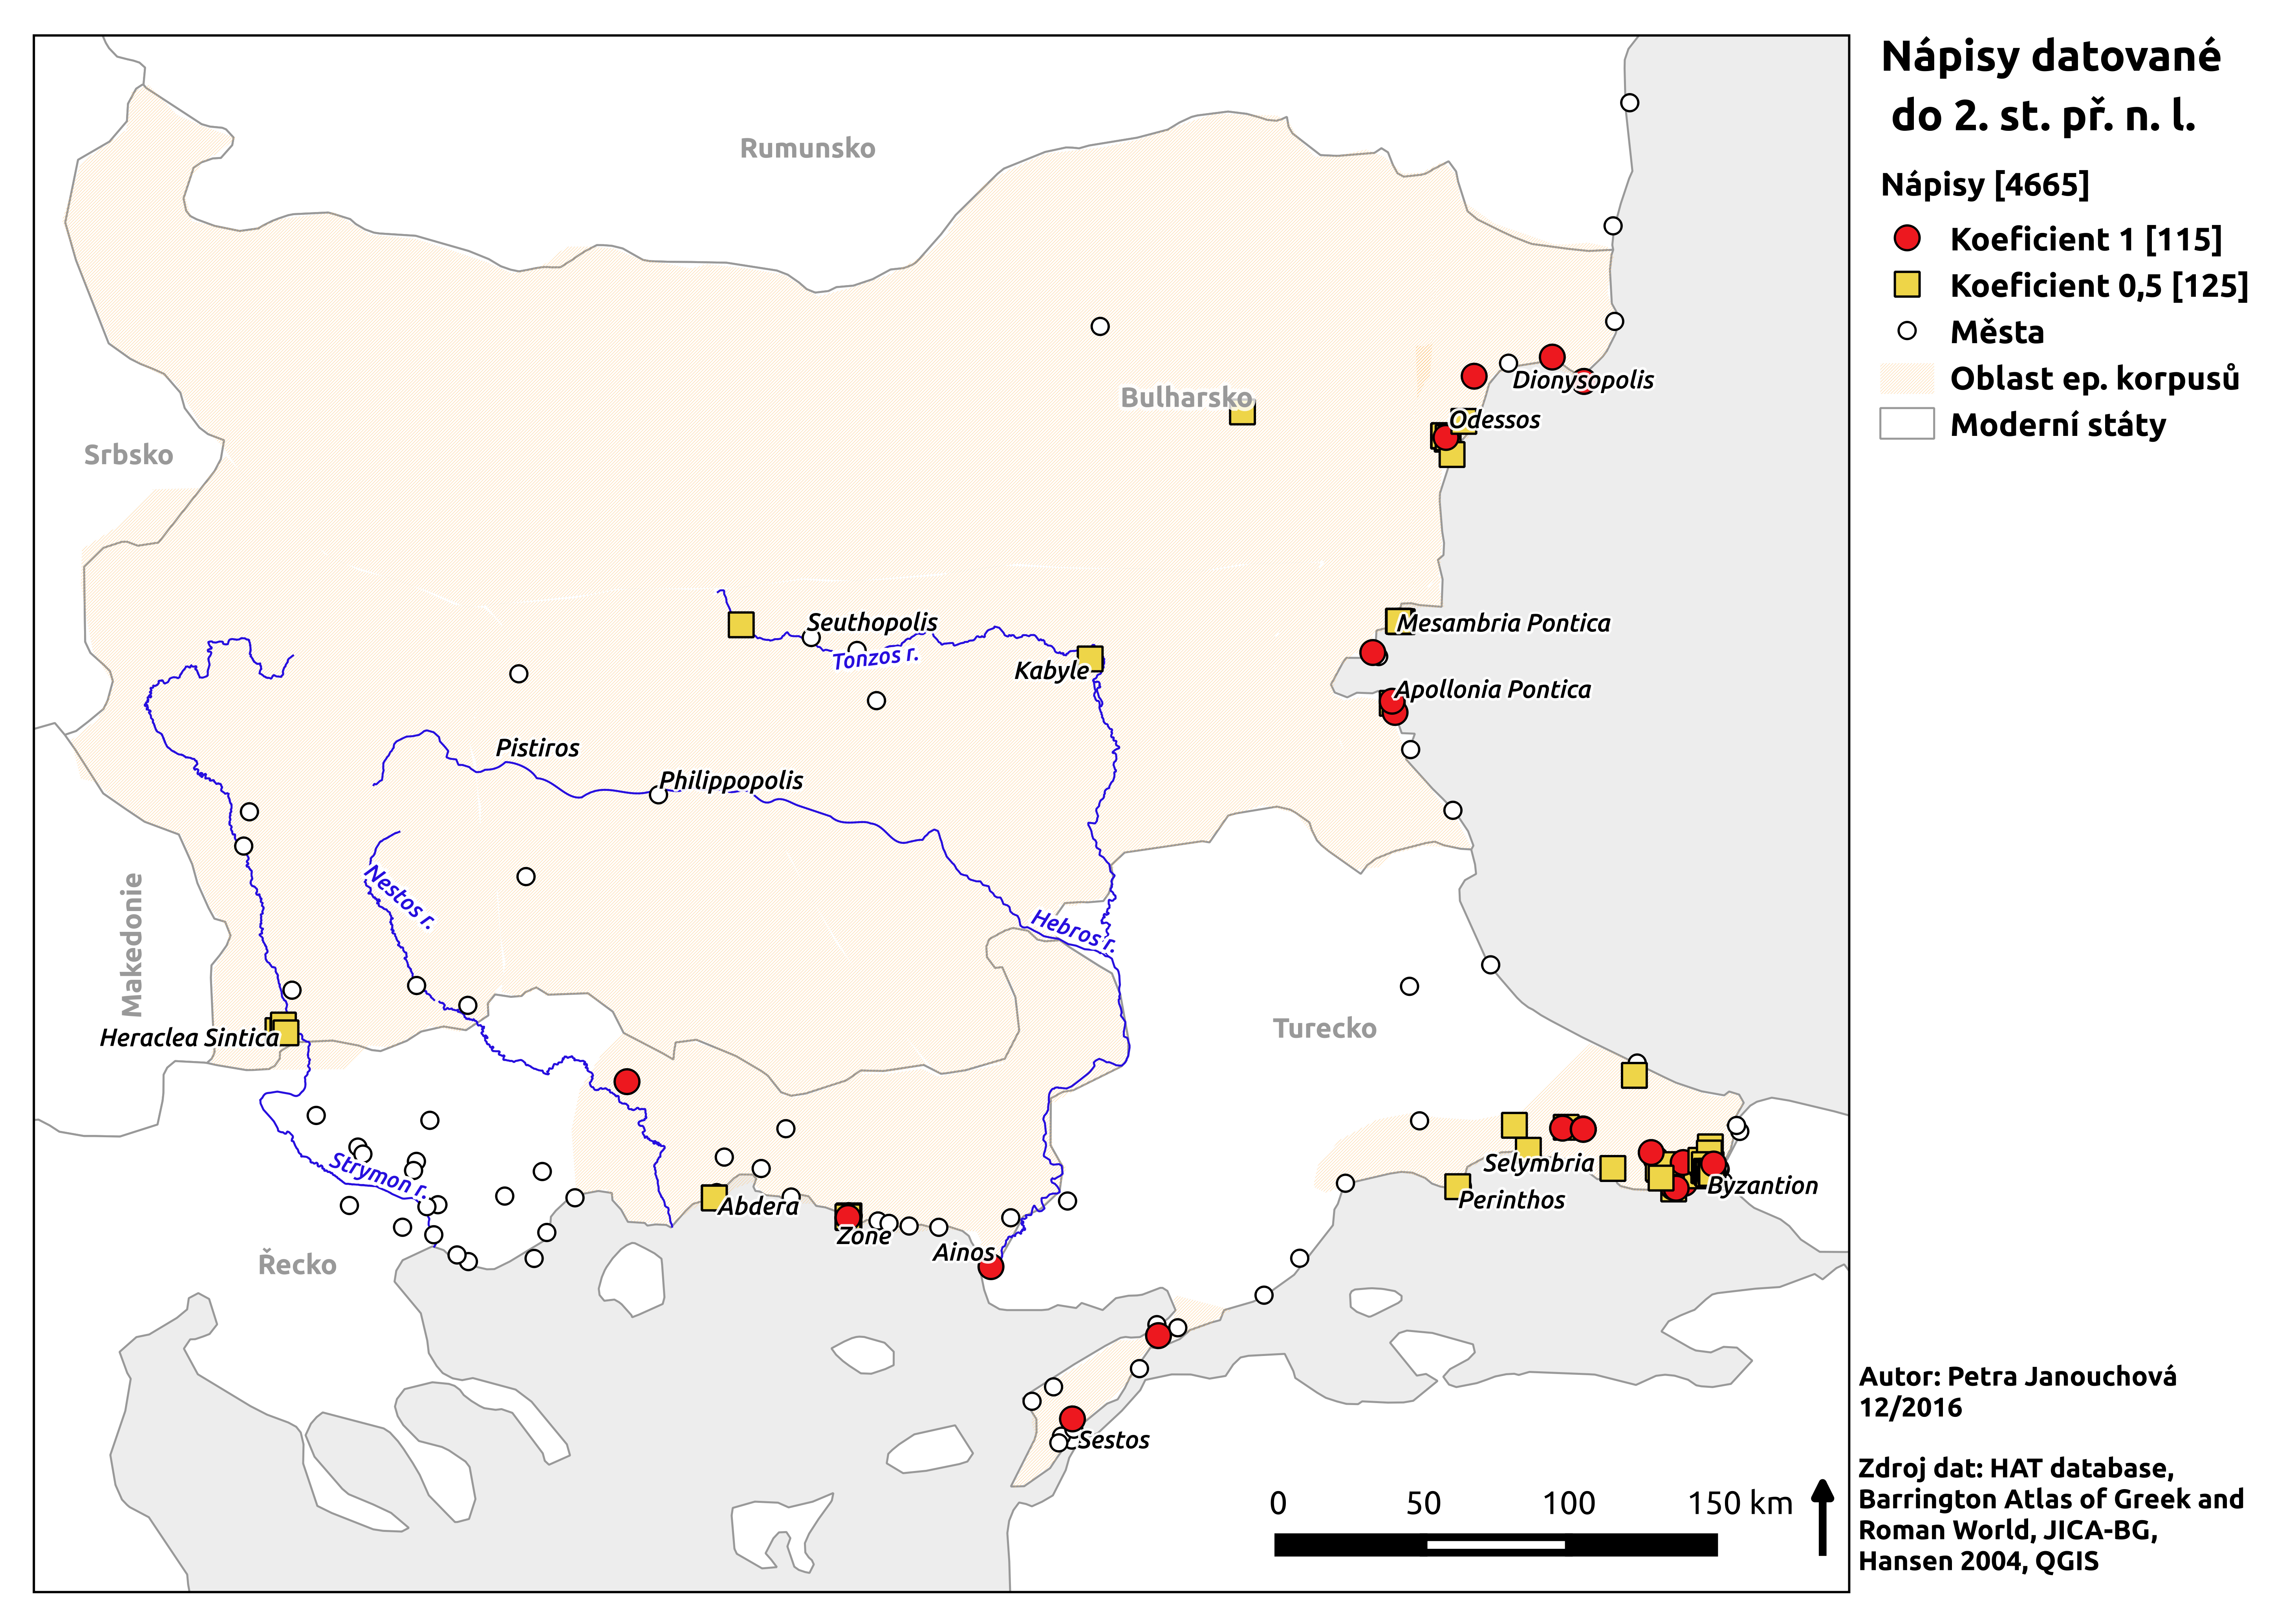 Nápisy datované
do 2. st. př. n. l.
Nápisy [4665]
Koeficient 1 [115]
Koeficient 0,5 [125]
Města
Oblast ep. korpusů
Moderní státy
Rumunsko
Bulharsko
Srbsko
Dionysopolis
Odessos
Seuthopolis
Mesambria Pontica
Tonzos r.
Kabyle
Apollonia Pontica
Pistiros
Philippopolis
Makedonie
Nestos r.
Hebros r.
Heraclea Sintica
Turecko
Strymon r.
Selymbria
Byzantion
Perinthos
Abdera
Zone
Ainos
Řecko
Sestos
0 50 100 150 km
Autor: Petra Janouchová
12/2016
Zdroj dat: HAT database,
Barrington Atlas of Greek and
Roman World, JICA-BG,
Hansen 2004, QGIS